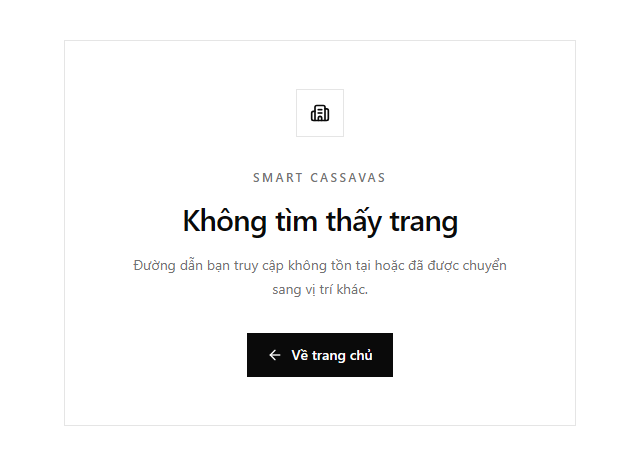 SMART CASSAVAS
Không tìm thấy trang
Đường dẫn bạn truy cập không tồn tại hoặc đã được chuyển
sang vị trí khác.
Về trang chủ